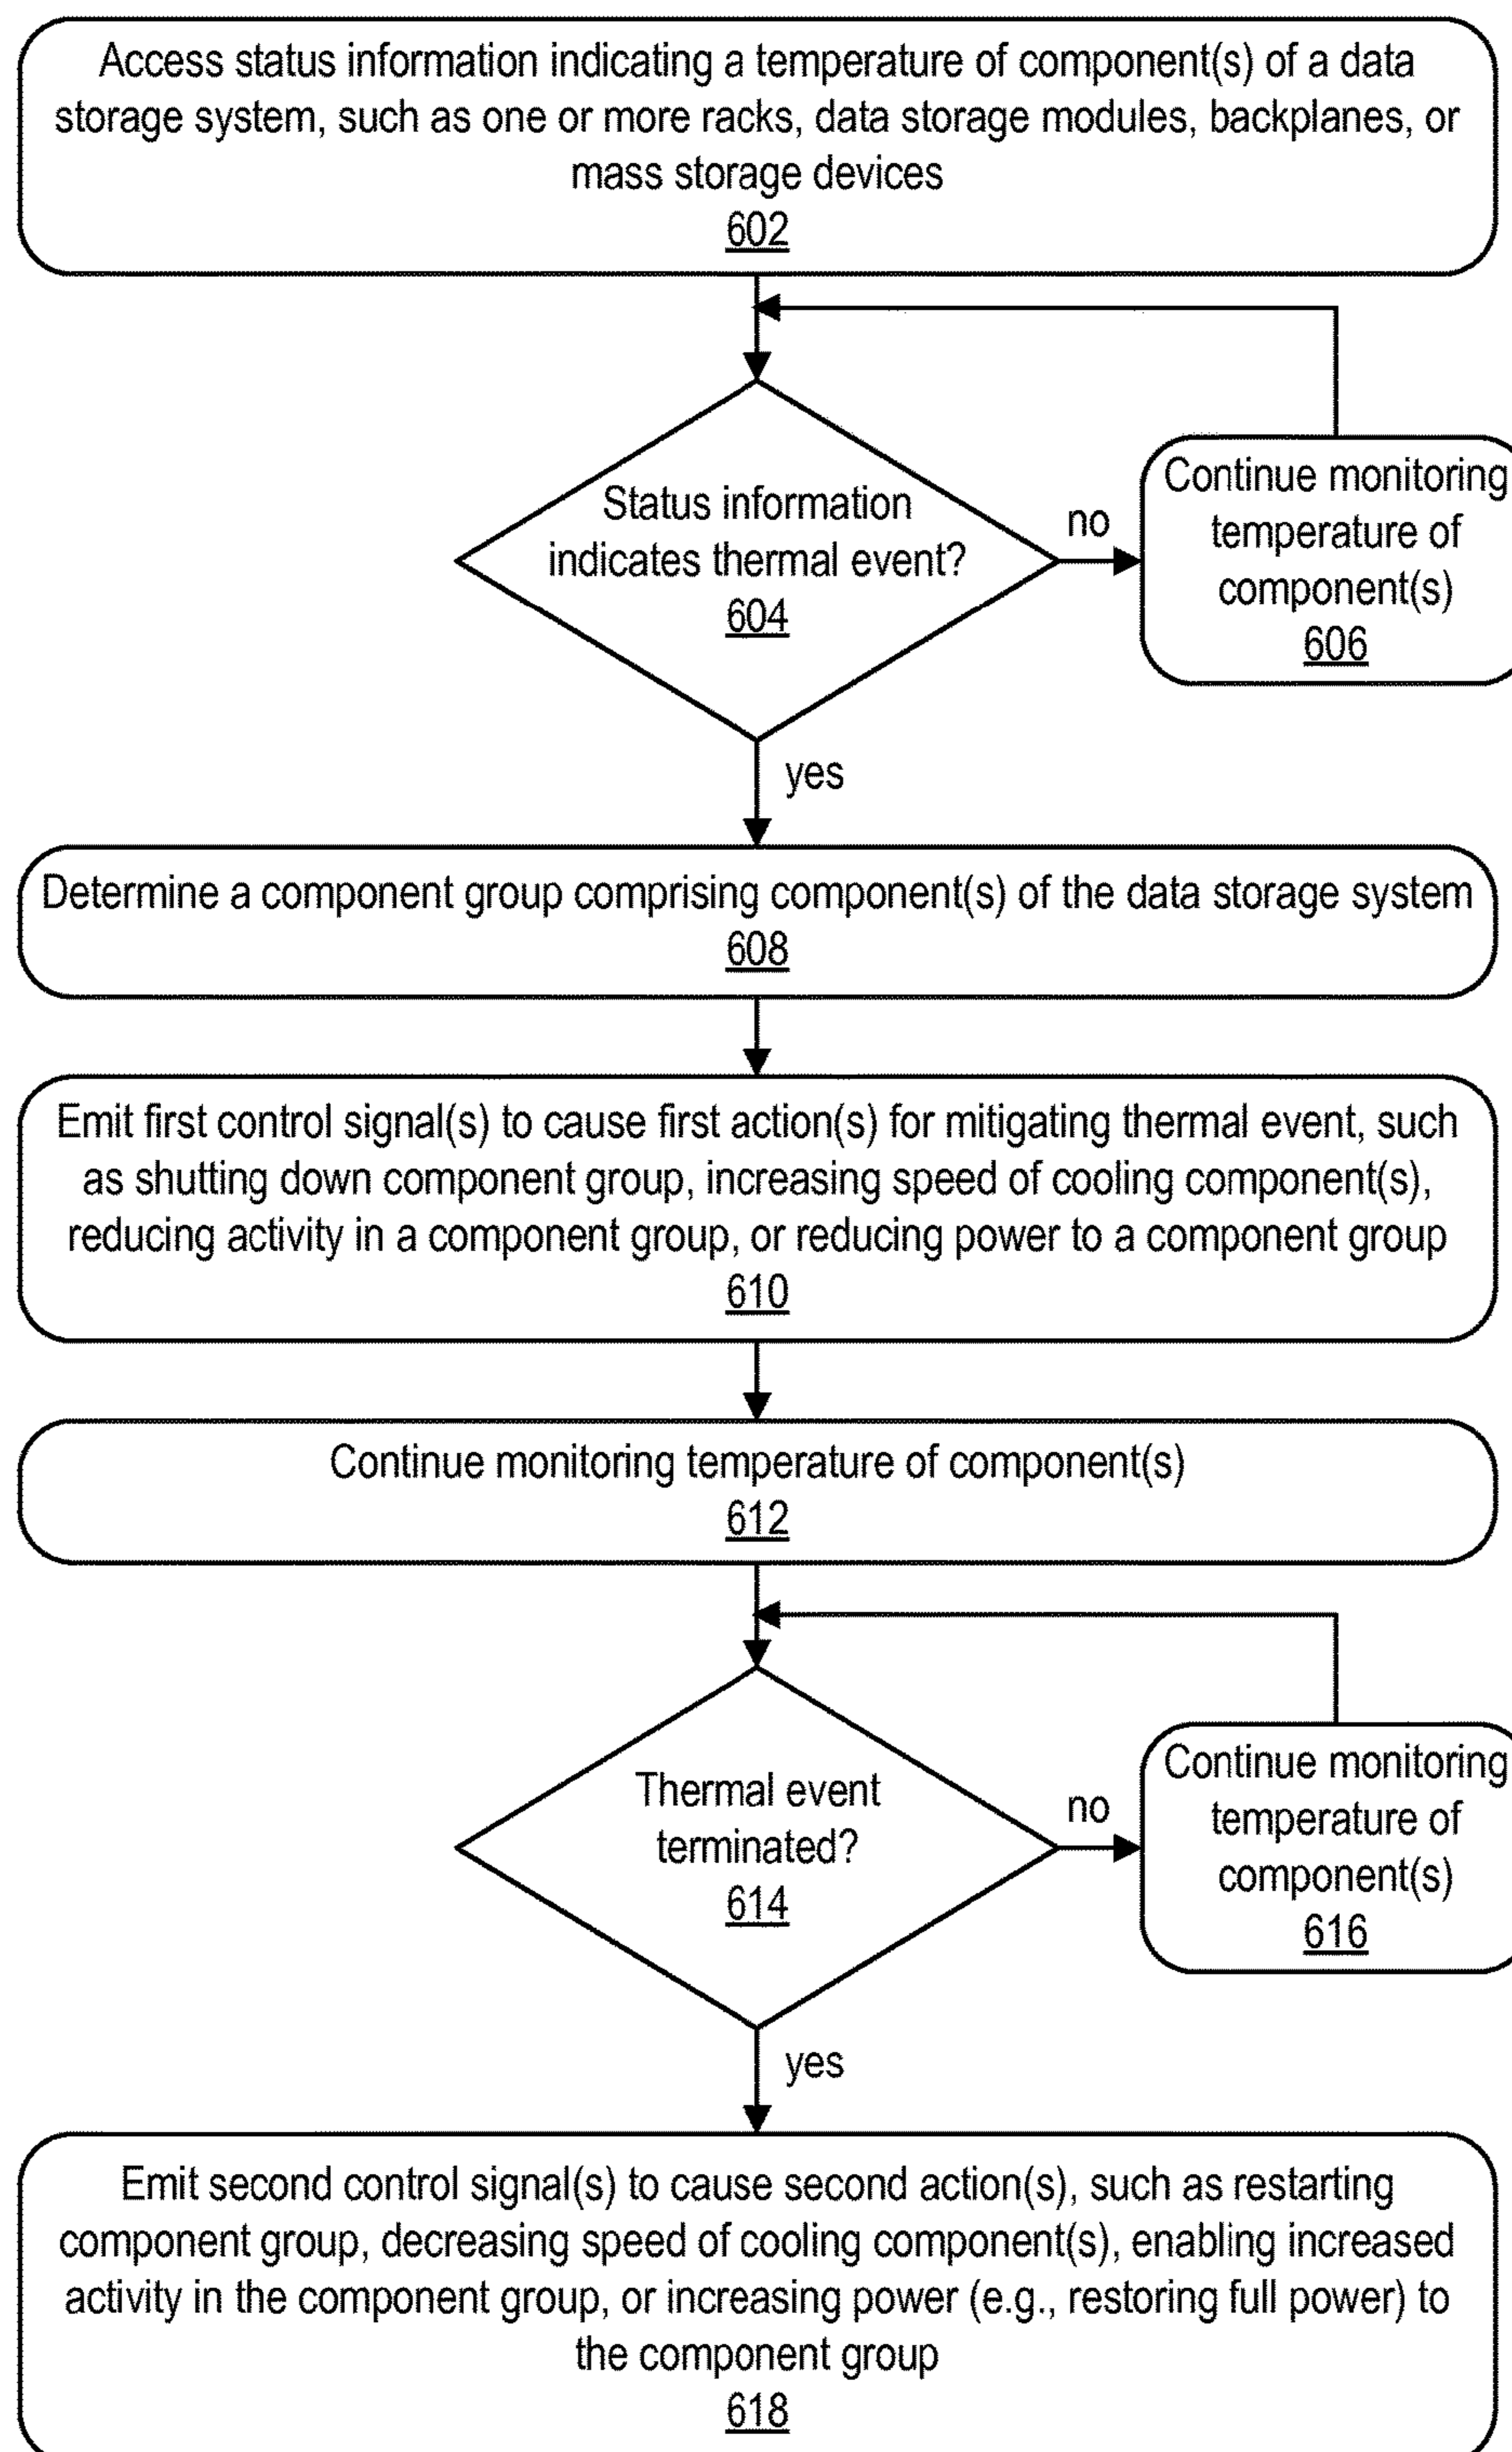 Access status information indicating a temperature of component(s) of a data
storage system, such as one or more racks, data storage modules, backplanes, or
mass storage devices
602
Status information
indicates thermal event?
604
no
Continue monitoring
temperature of
component(s)
606
yes
Determine a component group comprising component(s) of the data storage system
608
Emit first control signal(s) to cause first action(s) for mitigating thermal event, such
as shutting down component group, increasing speed of cooling component(s),
reducing activity in a component group, or reducing power to a component group
610
Continue monitoring temperature of component(s)
612
Thermal event
terminated?
614
no
Continue monitoring
temperature of
component(s)
616
yes
Emit second control signal(s) to cause second action(s), such as restarting
component group, decreasing speed of cooling component(s), enabling increased
activity in the component group, or increasing power (e.g., restoring full power) to
the component group
618